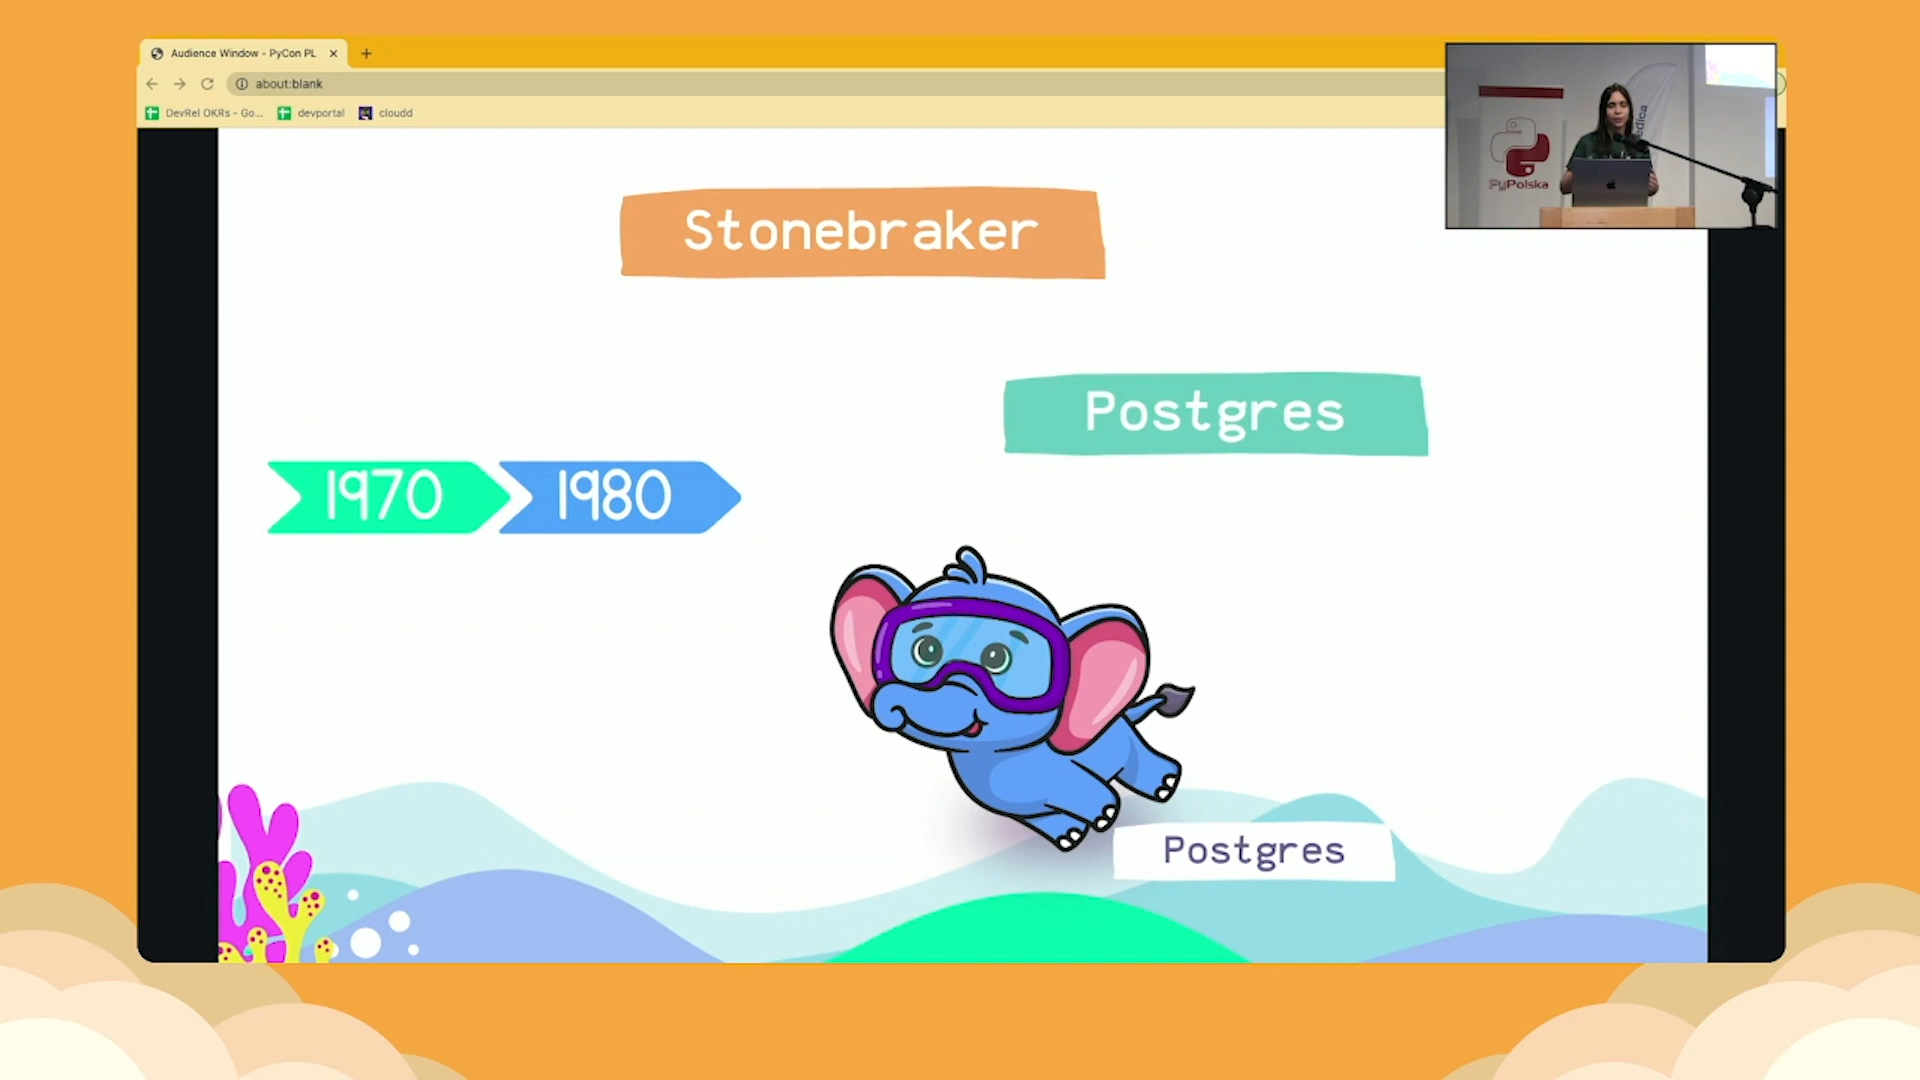 Audience Window - PyCon PL
about:blank
DevRel OKRs - Go...
devportal
cloudd
PyPolska
Stonebraker
Postgres
1970
1980
Postgres